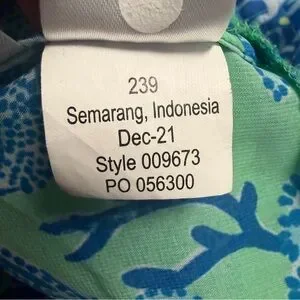 239
Semarang, Indonesia
Dec-21
Style 009673
PO 056300